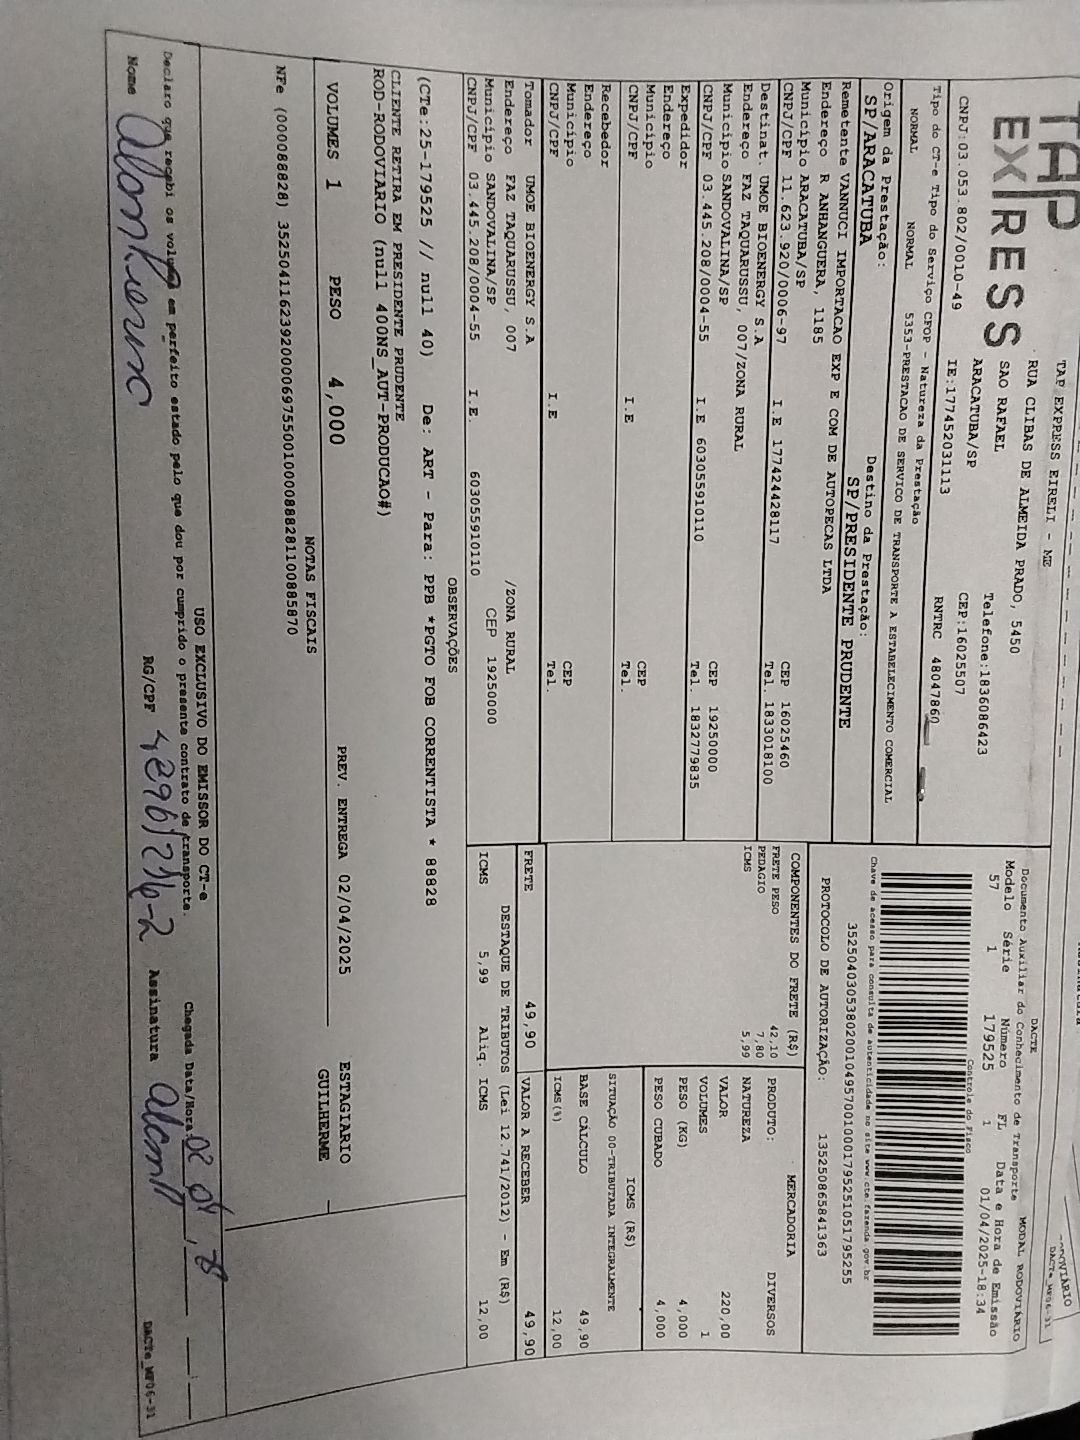 TAP EXPRESS
TAP EXPRESS EIRELI - ME
RUA CLIBAS DE ALMEIDA PRADO, 5450
SAO RAFAEL
ARACATUBA/SP
Telefone:1836086423
CEP:16025507
CNPJ:03.053.802/0010-49 IE:177452031113
RNTRC 48047860
Tipo do CT-e Tipo do Serviço CFOP - Natureza da Prestação
NORMAL NORMAL 5353-PRESTACAO DE SERVICO DE TRANSPORTE A ESTABELECIMENTO COMERCIAL
Origem da Prestação: Destino da Prestação:
SP/ARACATUBA SP/PRESIDENTE PRUDENTE
DACTE
Documento Auxiliar do Conhecimento de Transporte
MODAL RODOVIÁRIO
Modelo Série Número FL Data e Hora de Emissão
57 1 179525 1 01/04/2025-18:34
Controle do Fisco
Chave de acesso para consulta de autenticidade no site www.cte.fazenda.gov.br
35250403053802001049570010001795251051795255
PROTOCOLO DE AUTORIZAÇÃO: 135250865841363
Remetente VANNUCI IMPORTACAO EXP E COM DE AUTOPECAS LTDA
Endereço R ANHANGUERA, 1185
Município ARACATUBA/SP CEP 16025460
CNPJ/CPF 11.623.920/0006-97 I.E 177424428117 Tel. 1833018100
Destinat. UMOE BIOENERGY S.A
Endereço FAZ TAQUARUSSU, 007/ZONA RURAL
Município SANDOVALINA/SP CEP 19250000
CNPJ/CPF 03.445.208/0004-55 I.E 603055910110 Tel. 1832779835
Expedidor
Endereço
Município CEP
CNPJ/CPF I.E Tel.
Recebedor
Endereço
Município CEP
CNPJ/CPF I.E Tel.
Tomador UMOE BIOENERGY S.A
Endereço FAZ TAQUARUSSU, 007 /ZONA RURAL
Município SANDOVALINA/SP CEP 19250000
CNPJ/CPF 03.445.208/0004-55 I.E. 603055910110
COMPONENTES DO FRETE (R$)
FRETE PESO 42,10
PEDAGIO 7,80
ICMS 5,99
MERCADORIA
PRODUTO: DIVERSOS
NATUREZA
VALOR 220,00
VOLUMES 1
PESO (KG) 4,000
PESO CUBADO 4,000
ICMS (R$)
SITUAÇÃO 00-TRIBUTADA INTEGRALMENTE
BASE CÁLCULO 49,90
ICMS(%) 12,00
FRETE 49,90 VALOR A RECEBER 49,90
DESTAQUE DE TRIBUTOS (Lei 12.741/2012) - Em (R$)
ICMS 5,99 Aliq. ICMS 12,00
OBSERVAÇÕES
(CTe:25-179525 // null 40) De: ART - Para: PPB *PGTO FOB CORRENTISTA * 88828
CLIENTE RETIRA EM PRESIDENTE PRUDENTE
ROD-RODOVIARIO (null 400NS_AUT-PRODUCAO#)
VOLUMES 1 PESO 4,000 PREV. ENTREGA 02/04/2025 ESTAGIARIO
GUILHERME
NOTAS FISCAIS
NFe (000088828) 35250411623920000697550010000888281100885870
USO EXCLUSIVO DO EMISSOR DO CT-e
Declaro que recebi os volumes em perfeito estado pelo que dou por cumprido o presente contrato de transporte.
Chegada Data/Hora
Nome RG/CPF Assinatura
DACTe_MF06-31